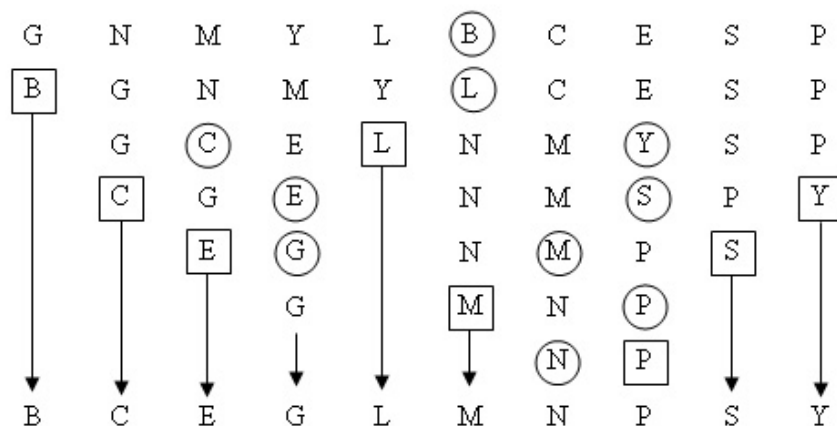 G N M Y L B C E S P
B G N M Y L C E S P
G C E L N M Y S P
C G E N M S P Y
E G N M P S
G M N P
N P
B C E G L M N P S Y